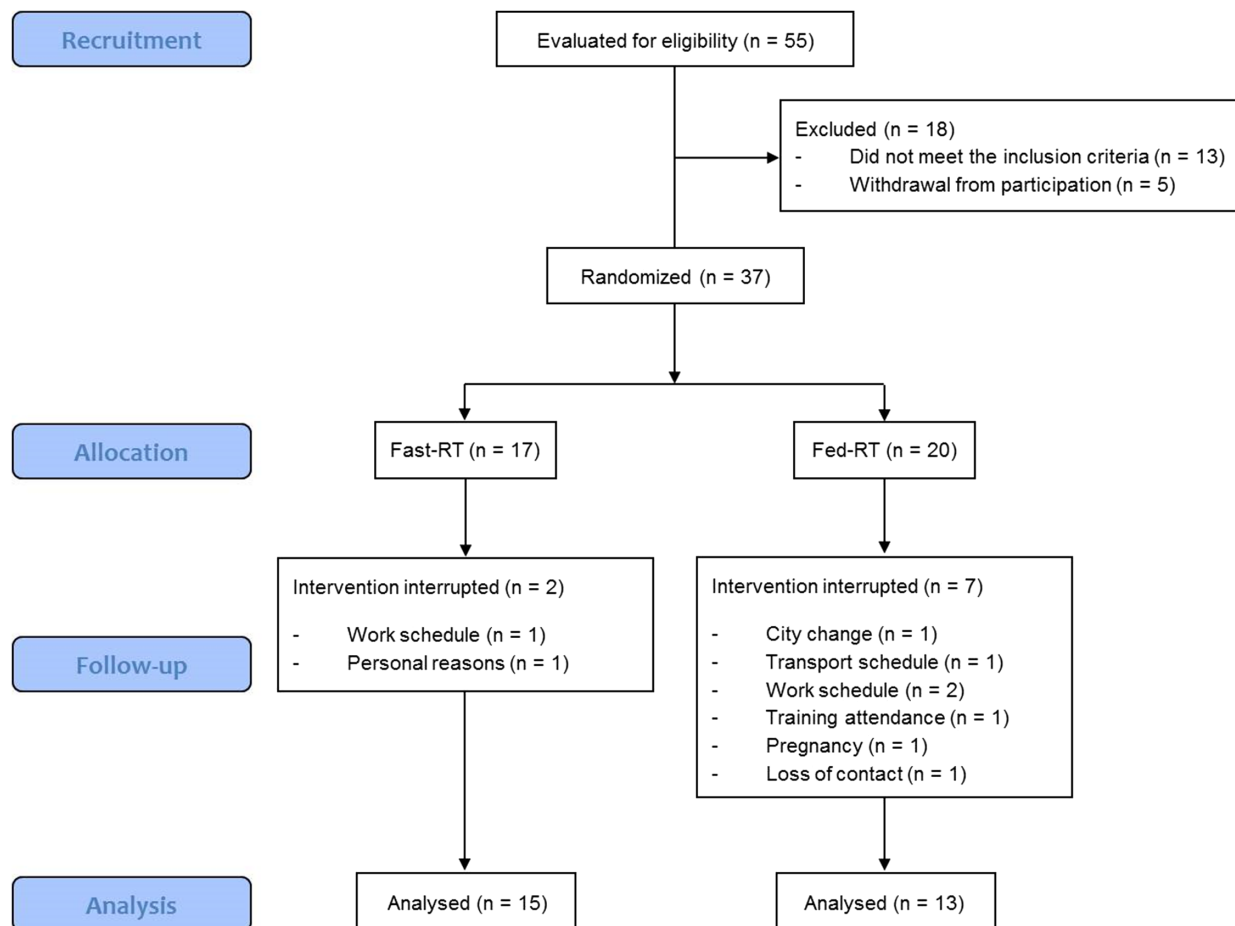 Recruitment
Evaluated for eligibility (n = 55)
Excluded (n = 18)
- Did not meet the inclusion criteria (n = 13)
- Withdrawal from participation (n = 5)
Randomized (n = 37)
Allocation
Fast-RT (n = 17)
Fed-RT (n = 20)
Follow-up
Intervention interrupted (n = 2)
- Work schedule (n = 1)
- Personal reasons (n = 1)
Intervention interrupted (n = 7)
- City change (n = 1)
- Transport schedule (n = 1)
- Work schedule (n = 2)
- Training attendance (n = 1)
- Pregnancy (n = 1)
- Loss of contact (n = 1)
Analysis
Analysed (n = 15)
Analysed (n = 13)